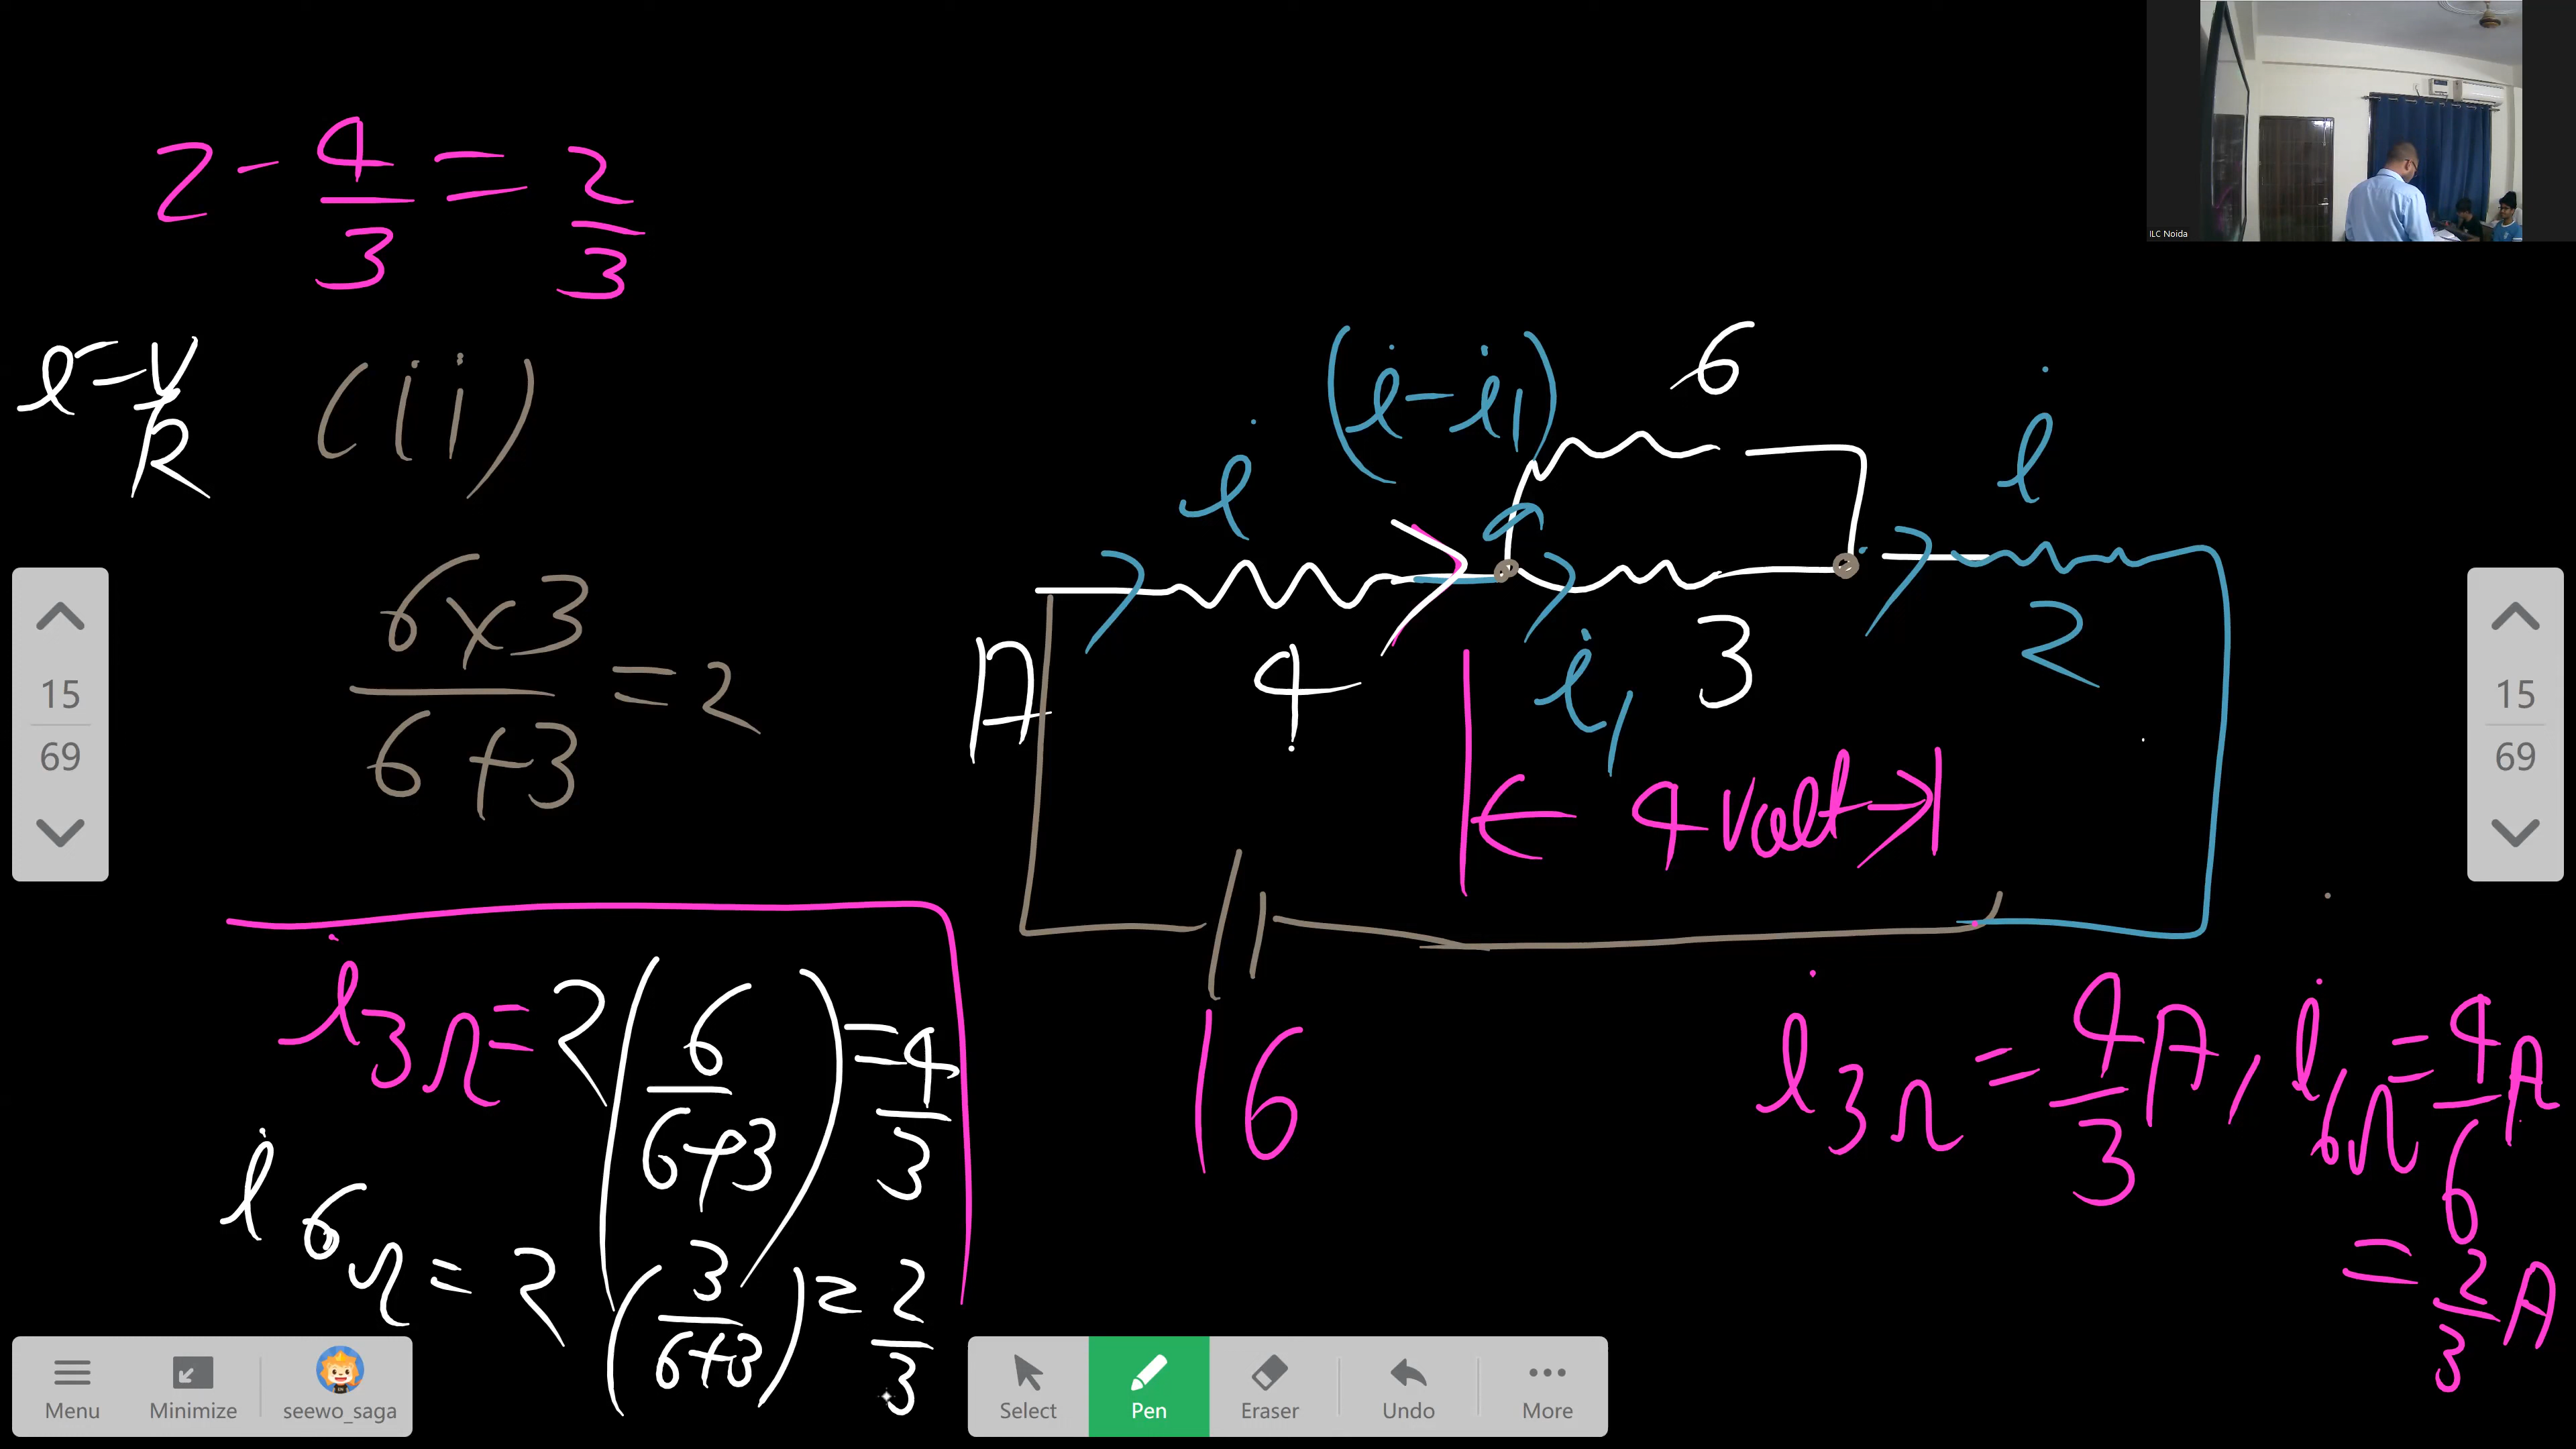 2 - 4/3 = 2/3
i = V/R
(ii)
6x3/6+3 = 2
i3Ω = 2(6/6+3) = 4/3
i6Ω = 2(3/6+3) = 2/3
(i-i1)
6
i
i
A
4
i1
3
2
4 volt
16
i3Ω = 4/3 A, i6Ω = 4/6 A
= 2/3 A
ILC Noida
15
69
15
69
Menu
Minimize
seewo_saga
Select
Pen
Eraser
Undo
More